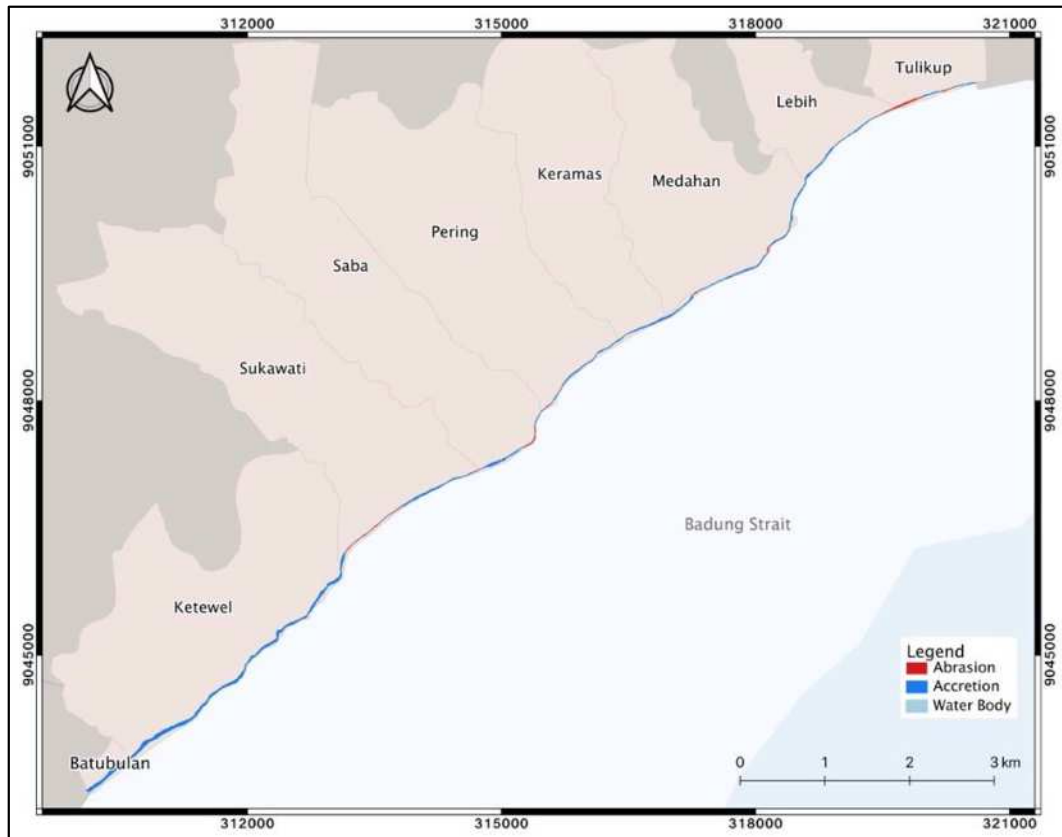 312000
315000
318000
321000
Tulikup
Lebih
9051000
9051000
Keramas
Medahan
Pering
Saba
Sukawati
9048000
9048000
Badung Strait
Ketewel
9045000
9045000
Legend
Abrasion
Accretion
Water Body
Batubulan
0
1
2
3 km
312000
315000
318000
321000